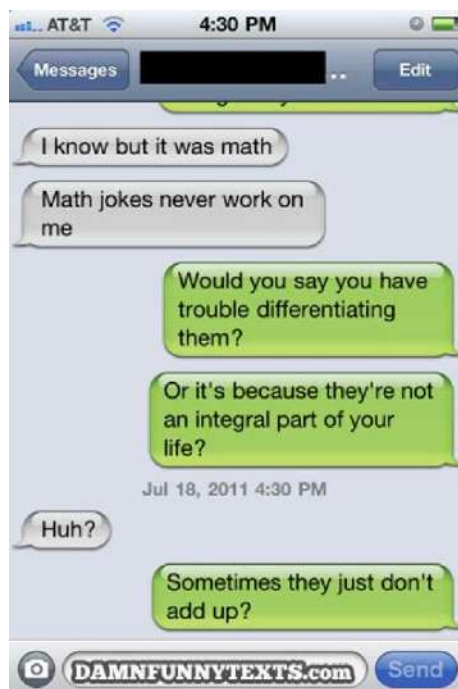 AT&T 4:30 PM
Messages
..
Edit
I know but it was math
Math jokes never work on
me
Would you say you have
trouble differentiating
them?
Or it's because they're not
an integral part of your
life?
Jul 18, 2011 4:30 PM
Huh?
Sometimes they just don't
add up?
DAMNFUNNYTEXTS.com
Send